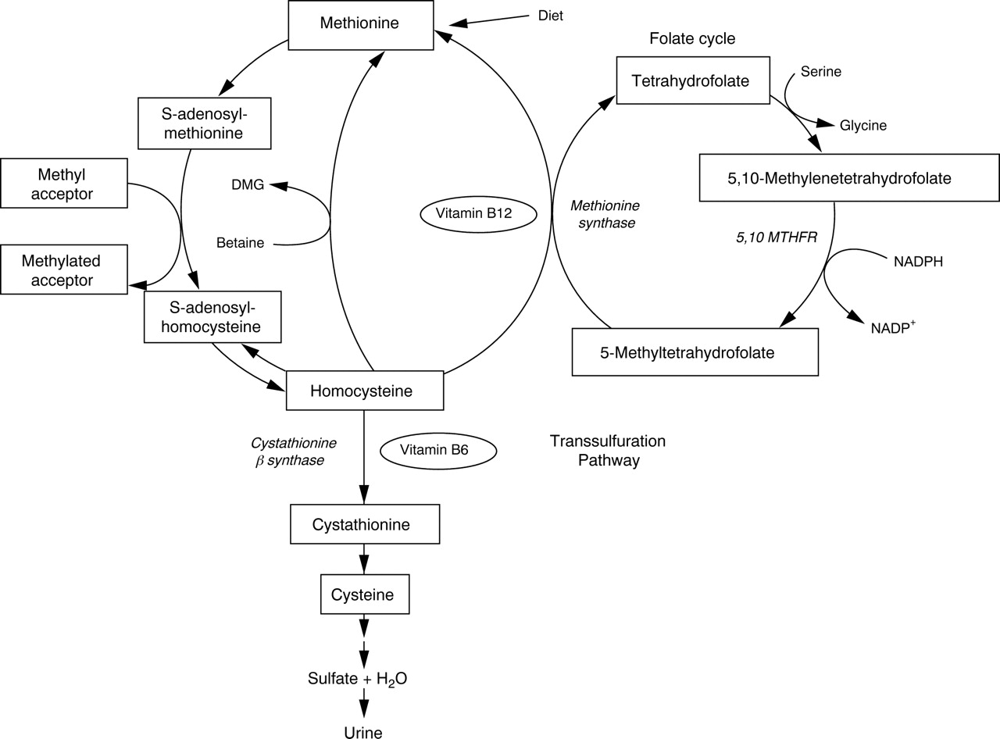 Methionine
Diet
Folate cycle
Tetrahydrofolate
Serine
Glycine
S-adenosyl-
methionine
Methyl
acceptor
DMG
Betaine
Vitamin B12
Methionine
synthase
5,10-Methylenetetrahydrofolate
5,10 MTHFR
NADPH
NADP⁺
Methylated
acceptor
S-adenosyl-
homocysteine
5-Methyltetrahydrofolate
Homocysteine
Cystathionine
β synthase
Vitamin B6
Transsulfuration
Pathway
Cystathionine
Cysteine
Sulfate + H₂O
Urine